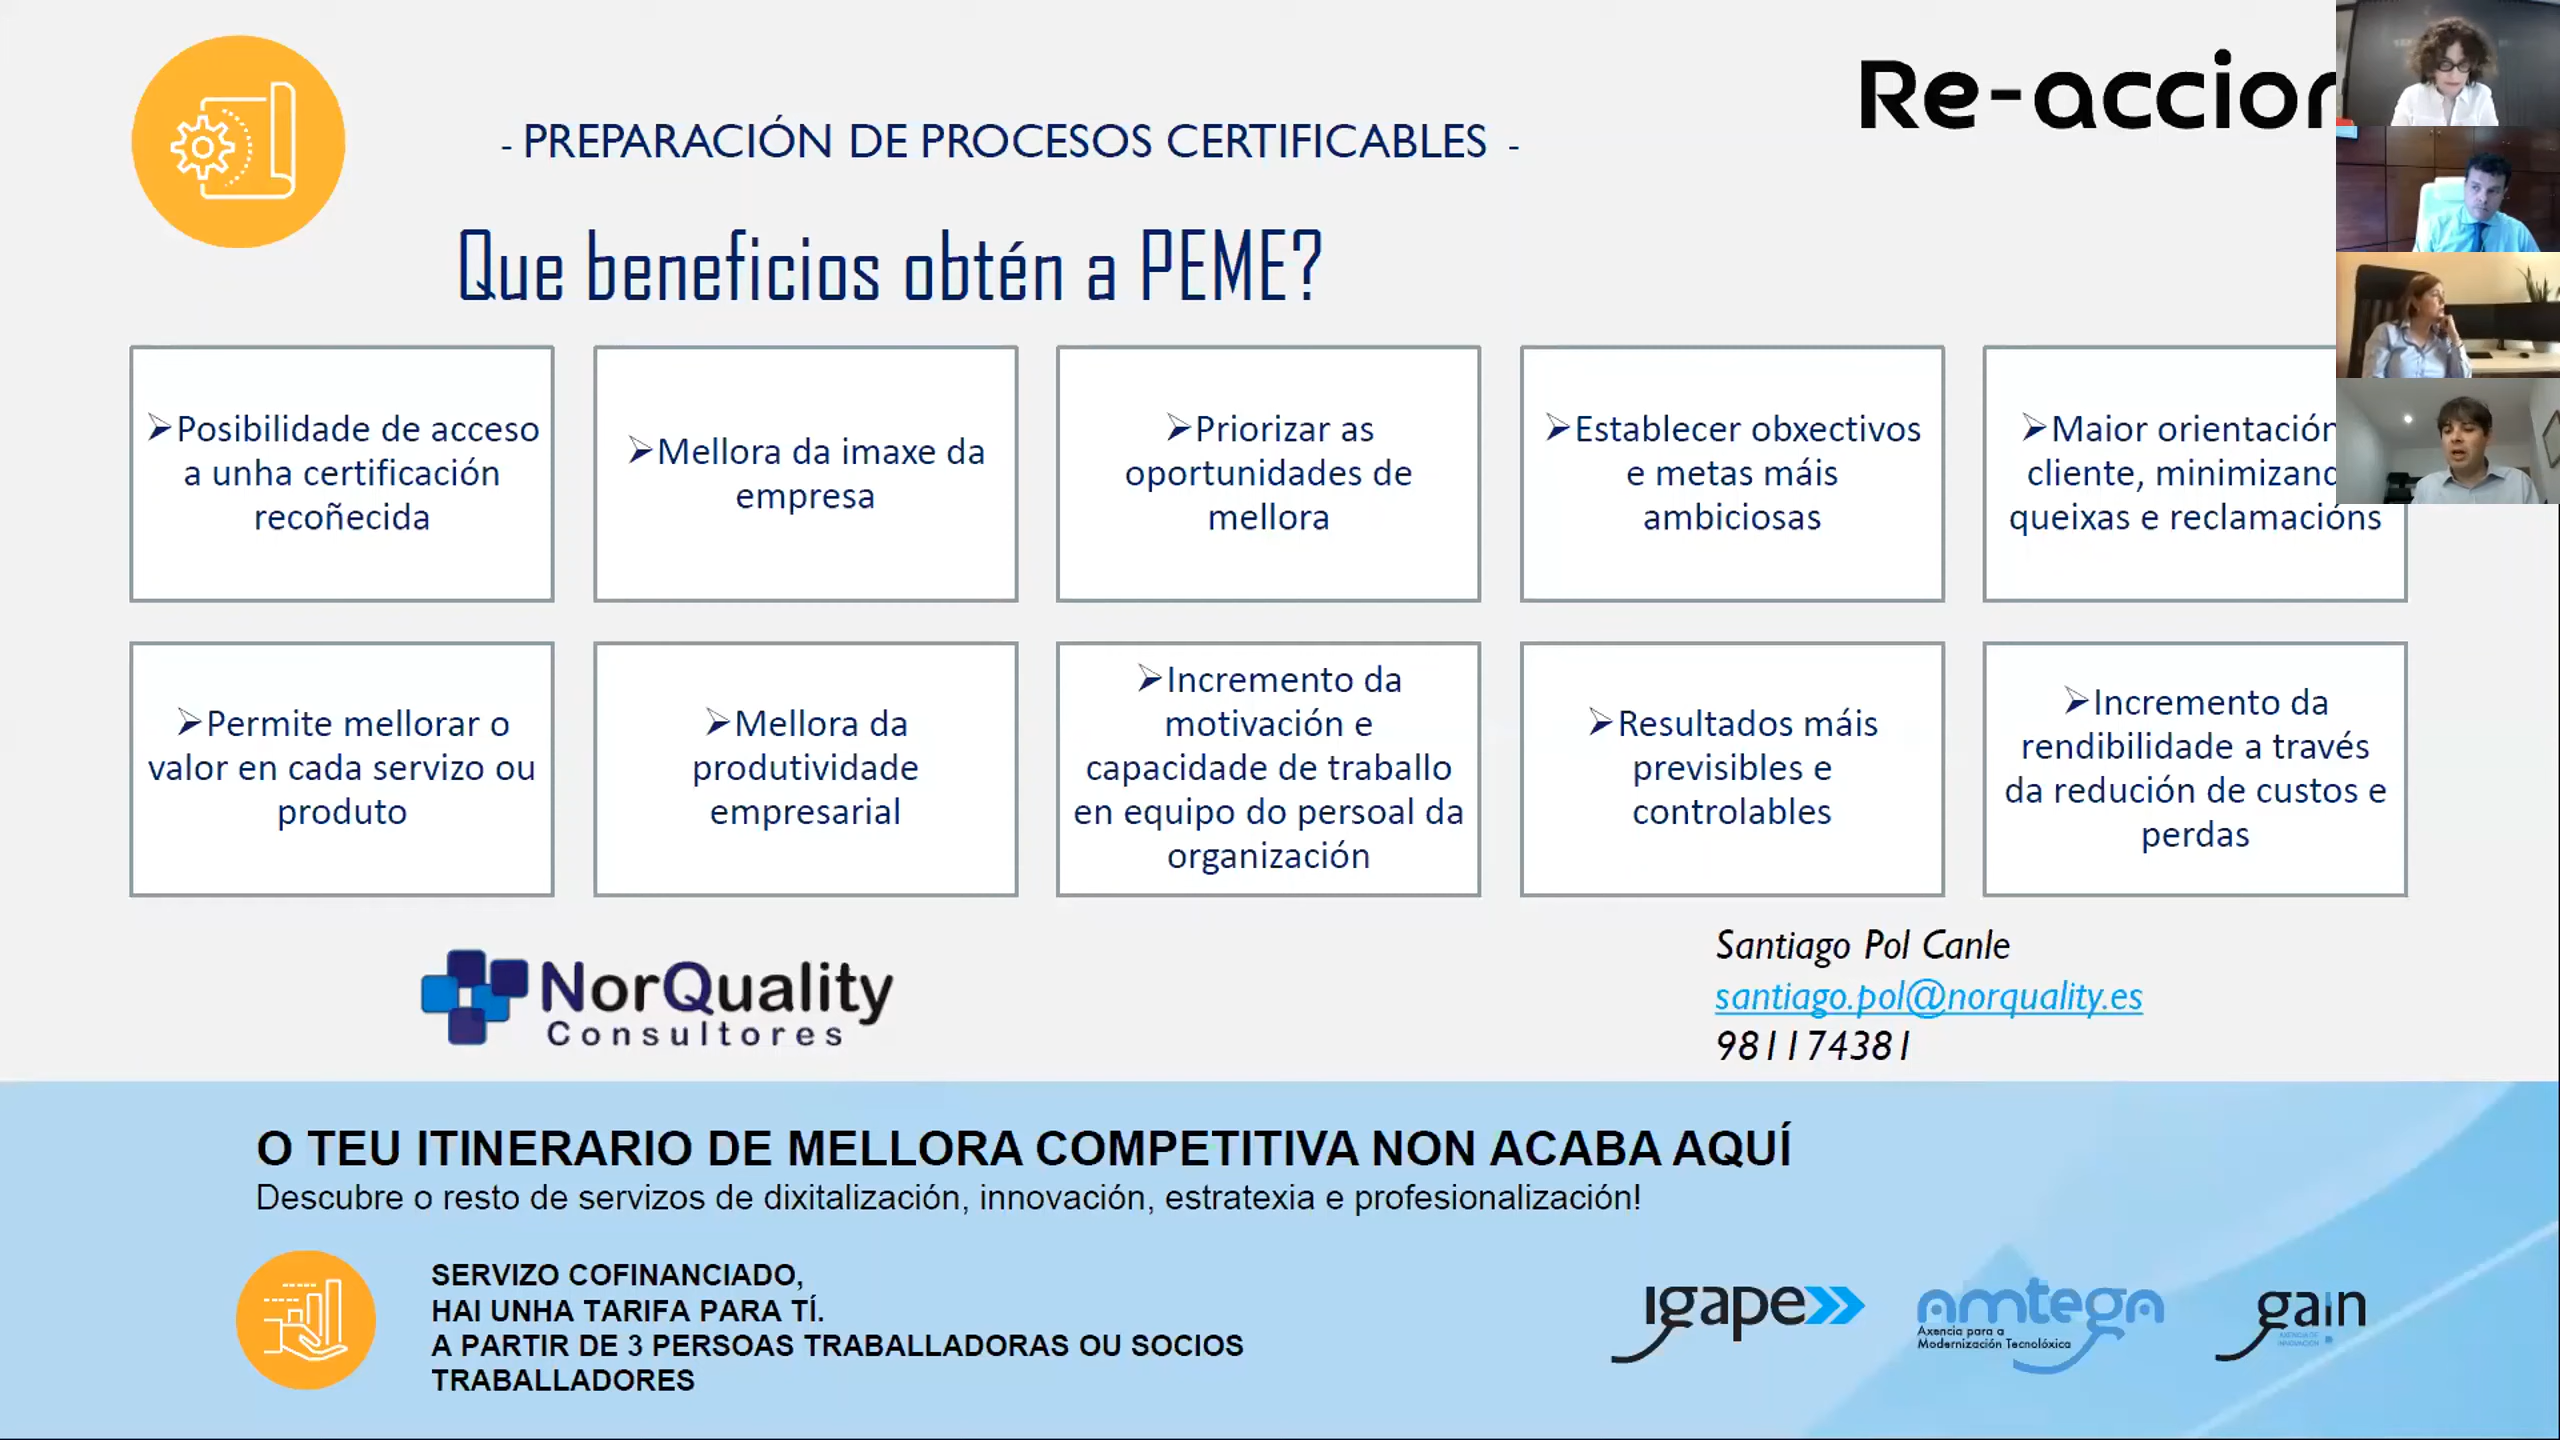 Re-accion
- PREPARACIÓN DE PROCESOS CERTIFICABLES -
Que beneficios obtén a PEME?
➢Posibilidade de acceso
a unha certificación
recoñecida
➢Mellora da imaxe da
empresa
➢Priorizar as
oportunidades de
mellora
➢Establecer obxectivos
e metas máis
ambiciosas
➢Maior orientación
cliente, minimizand
queixas e reclamacións
➢Permite mellorar o
valor en cada servizo ou
produto
➢Mellora da
produtividade
empresarial
➢Incremento da
motivación e
capacidade de traballo
en equipo do persoal da
organización
➢Resultados máis
previsibles e
controlables
➢Incremento da
rendibilidade a través
da redución de custos e
perdas
NorQuality
Consultores
Santiago Pol Canle
santiago.pol@norquality.es
981174381
O TEU ITINERARIO DE MELLORA COMPETITIVA NON ACABA AQUÍ
Descubre o resto de servizos de dixitalización, innovación, estratexia e profesionalización!
SERVIZO COFINANCIADO,
HAI UNHA TARIFA PARA TÍ.
A PARTIR DE 3 PERSOAS TRABALLADORAS OU SOCIOS
TRABALLADORES
igape
amtega
Axencia para a
Modernización Tecnolóxica
gain
AXENCIA DE
INNOVACIÓN